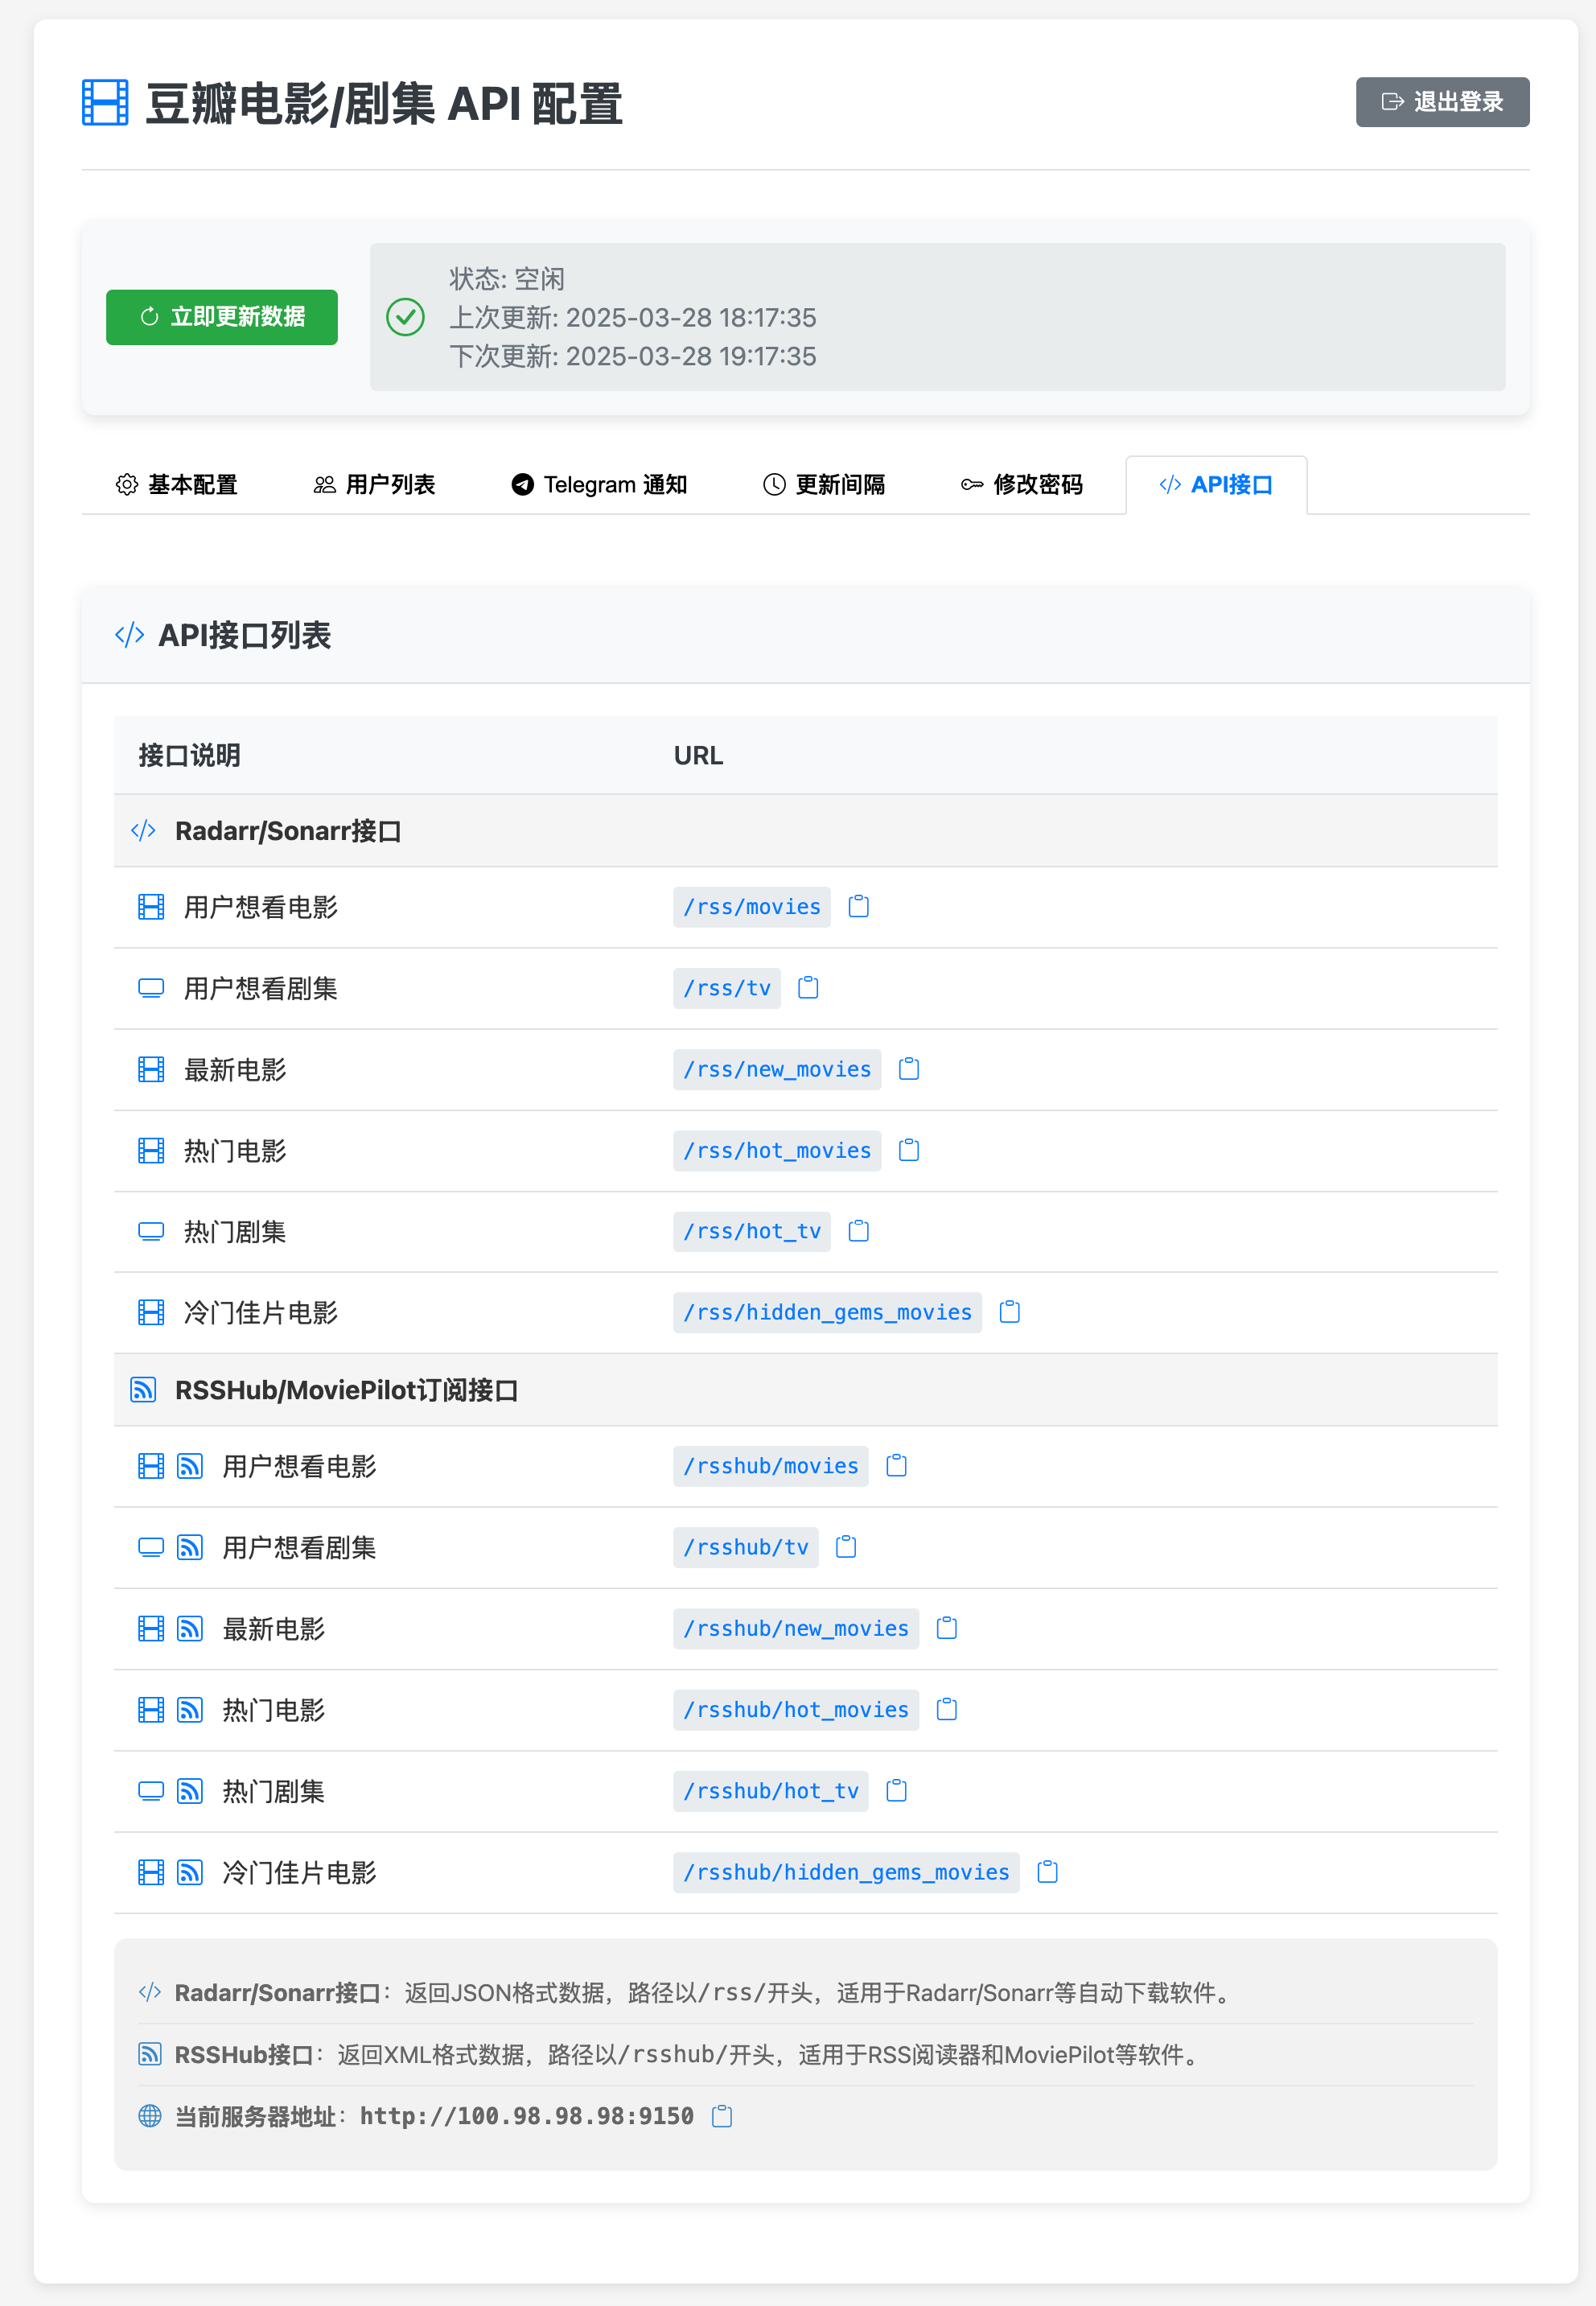 豆瓣电影/剧集 API 配置
退出登录
立即更新数据
状态: 空闲
上次更新: 2025-03-28 18:17:35
下次更新: 2025-03-28 19:17:35
基本配置 用户列表 Telegram 通知 更新间隔 修改密码 API接口
API接口列表
接口说明 URL
Radarr/Sonarr接口
用户想看电影 /rss/movies
用户想看剧集 /rss/tv
最新电影 /rss/new_movies
热门电影 /rss/hot_movies
热门剧集 /rss/hot_tv
冷门佳片电影 /rss/hidden_gems_movies
RSSHub/MoviePilot订阅接口
用户想看电影 /rsshub/movies
用户想看剧集 /rsshub/tv
最新电影 /rsshub/new_movies
热门电影 /rsshub/hot_movies
热门剧集 /rsshub/hot_tv
冷门佳片电影 /rsshub/hidden_gems_movies
Radarr/Sonarr接口：返回JSON格式数据，路径以/rss/开头，适用于Radarr/Sonarr等自动下载软件。
RSSHub接口：返回XML格式数据，路径以/rsshub/开头，适用于RSS阅读器和MoviePilot等软件。
当前服务器地址：http://100.98.98.98:9150